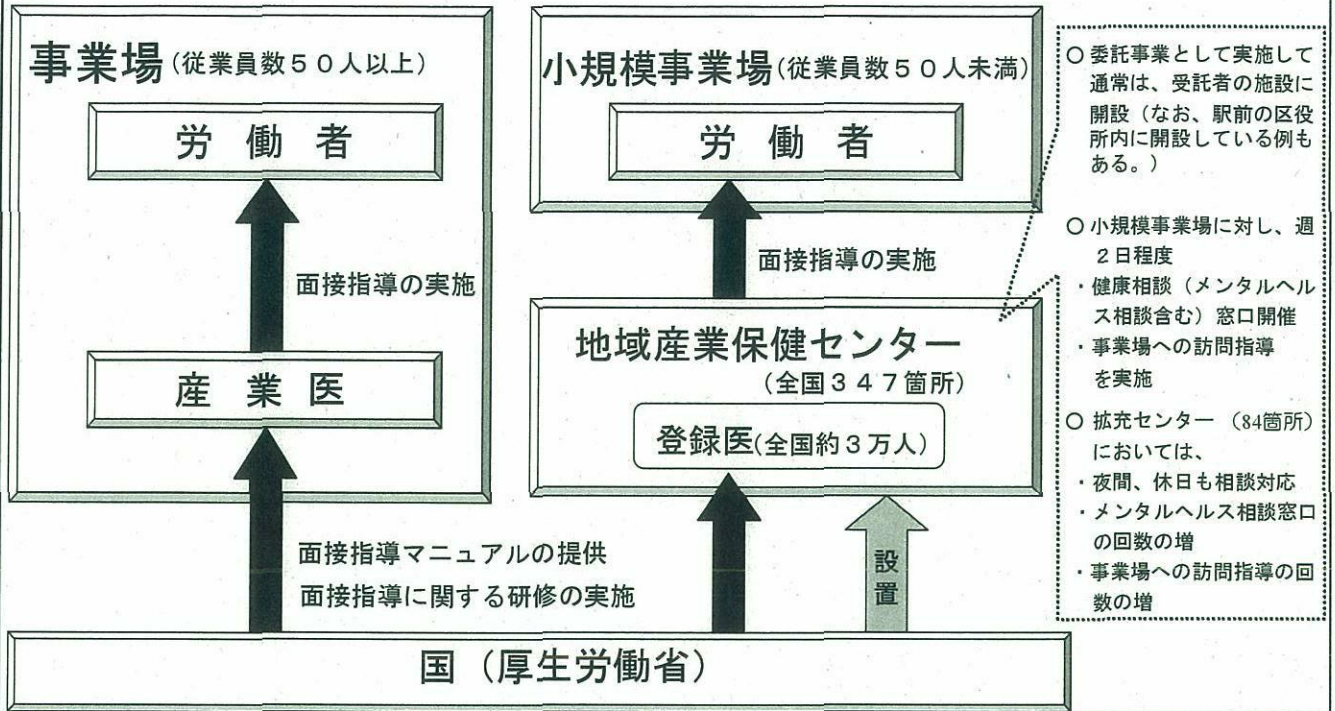 事業場(従業員数50人以上)
労働者
面接指導の実施
産業医
小規模事業場(従業員数50人未満)
労働者
面接指導の実施
地域産業保健センター
(全国347箇所)
登録医(全国約3万人)
面接指導マニュアルの提供
面接指導に関する研修の実施
設置
国(厚生労働省)
○ 委託事業として実施して
通常は、受託者の施設に
開設(なお、駅前の区役
所内に開設している例も
ある。)
○ 小規模事業場に対し、週
2日程度
・健康相談(メンタルヘル
ス相談含む)窓口開催
・事業場への訪問指導
を実施
○ 拡充センター (84箇所)
においては、
・夜間、休日も相談対応
・メンタルヘルス相談窓口
の回数の増
・事業場への訪問指導の回
数の増